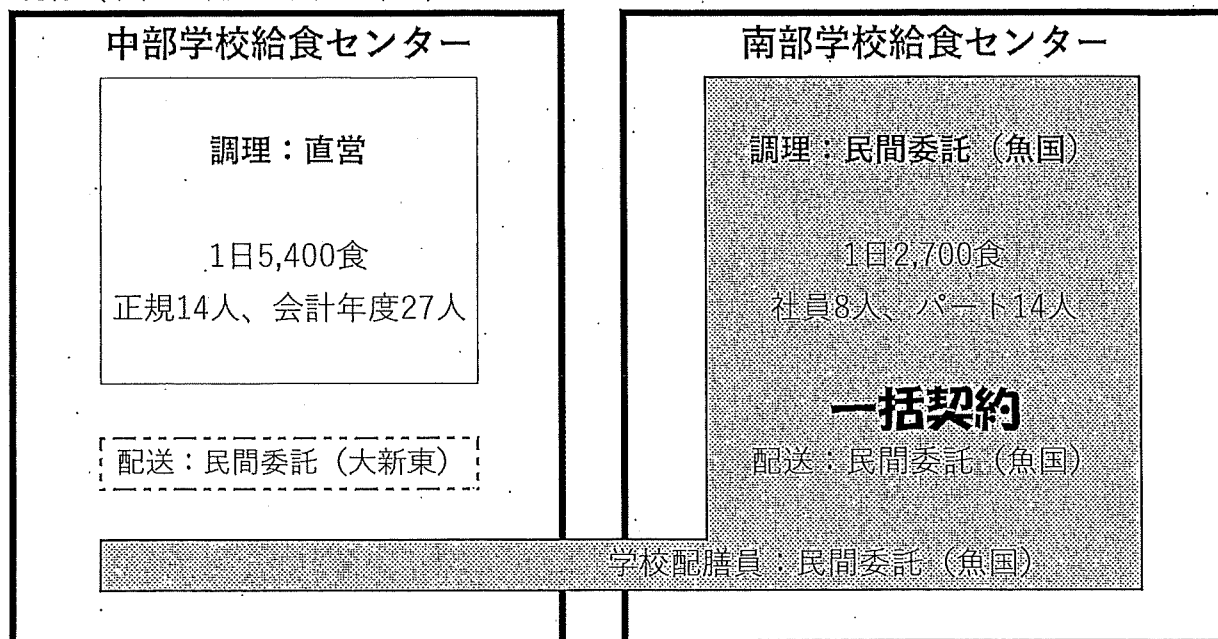 中部学校給食センター
調理：直営
1日5,400食
正規14人、会計年度27人
配送：民間委託（大新東）
南部学校給食センター
調理：民間委託（魚国）
1日2,700食
社員8人、パート14人
一括契約
配送：民間委託（魚国）
学校配膳員：民間委託（魚国）